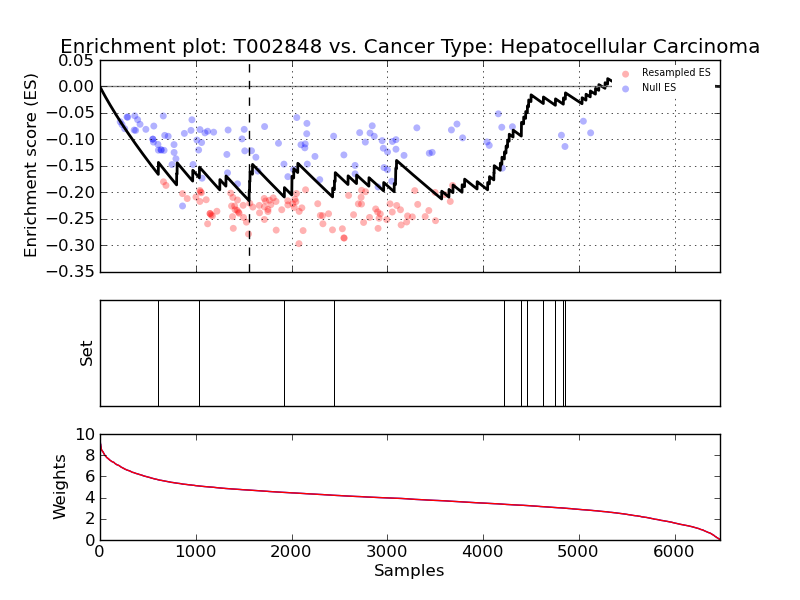 Enrichment plot: T002848 vs. Cancer Type: Hepatocellular Carcinoma
Enrichment score (ES)
0.05
0.00
−0.05
−0.10
−0.15
−0.20
−0.25
−0.30
−0.35
Resampled ES
Null ES
Set
Weights
10
8
6
4
2
0
0 1000 2000 3000 4000 5000 6000
Samples